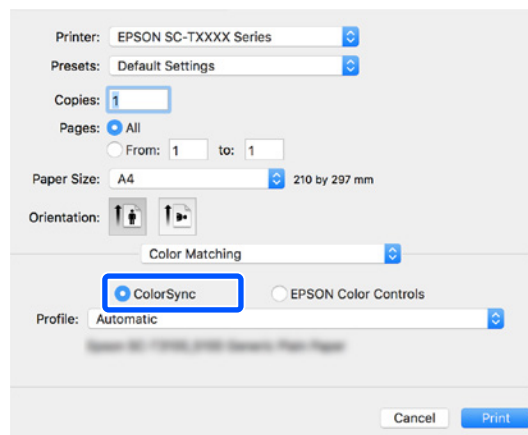 Printer: EPSON SC-TXXXX Series
Presets: Default Settings
Copies: 1
Pages: All
From: 1 to: 1
Paper Size: A4 210 by 297 mm
Orientation:
Color Matching
ColorSync EPSON Color Controls
Profile: Automatic
Cancel Print